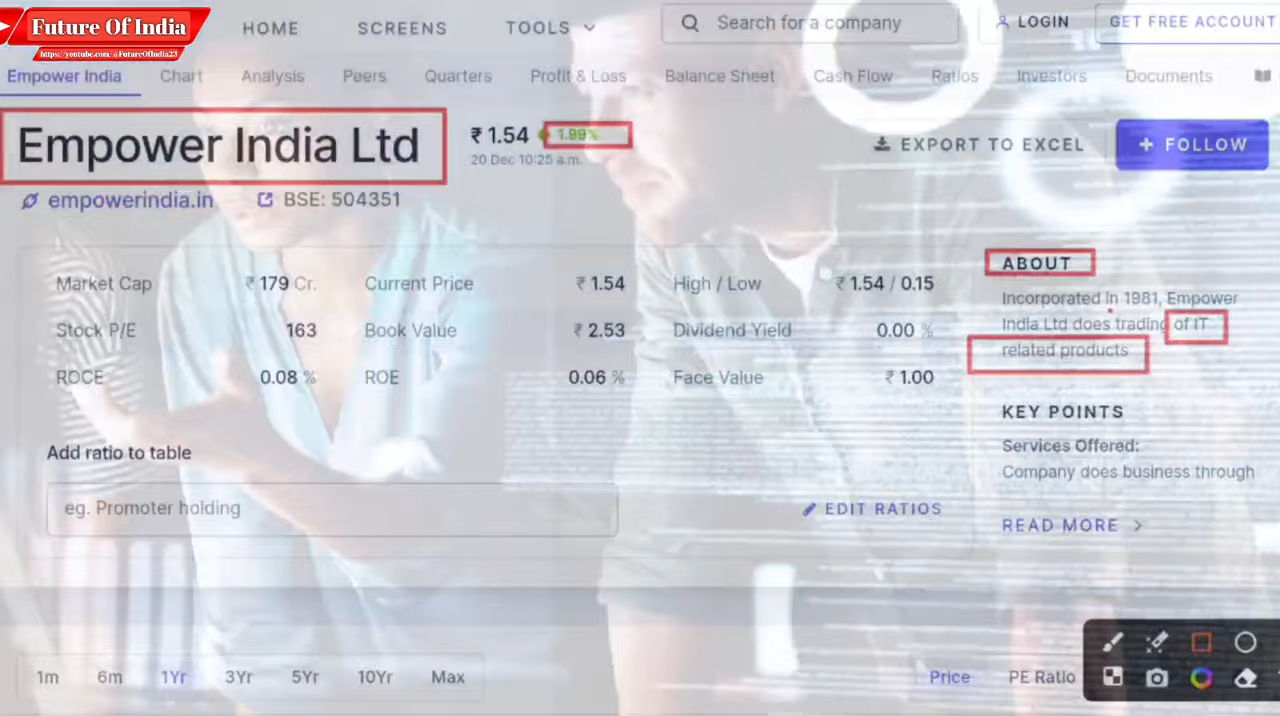 Future Of India
https://youtube.com/@FutureOfIndia23
HOME
SCREENS
TOOLS
Search for a company
LOGIN
GET FREE ACCOUNT
Empower India
Chart
Analysis
Peers
Quarters
Profit & Loss
Balance Sheet
Cash Flow
Ratios
Investors
Documents
Empower India Ltd
₹ 1.54
1.99%
20 Dec 10:25 a.m.
EXPORT TO EXCEL
+ FOLLOW
empowerindia.in
BSE: 504351
Market Cap ₹ 179 Cr.
Current Price ₹ 1.54
High / Low ₹ 1.54 / 0.15
Stock P/E 163
Book Value ₹ 2.53
Dividend Yield 0.00 %
ROCE 0.08 %
ROE 0.06 %
Face Value ₹ 1.00
ABOUT
Incorporated in 1981, Empower
India Ltd does trading of IT
related products
KEY POINTS
Services Offered:
Company does business through
READ MORE
Add ratio to table
eg. Promoter holding
EDIT RATIOS
1m
6m
1Yr
3Yr
5Yr
10Yr
Max
Price
PE Ratio